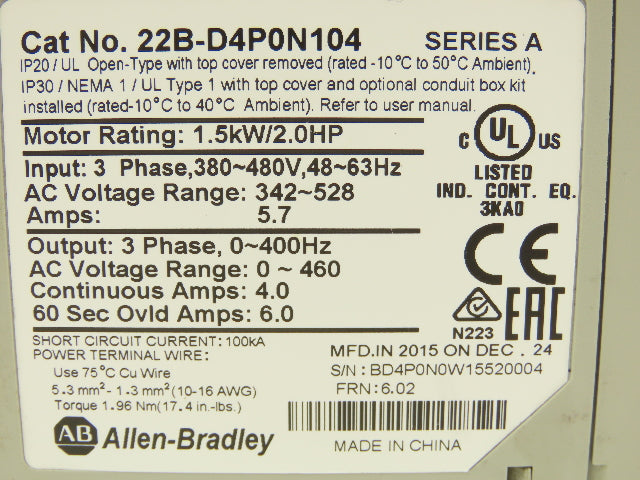 Cat No. 22B-D4P0N104 SERIES A
IP20 / UL Open-Type with top cover removed (rated -10°C to 50°C Ambient).
IP30 / NEMA 1 / UL Type 1 with top cover and optional conduit box kit
installed (rated-10°C to 40°C Ambient). Refer to user manual.
Motor Rating: 1.5kW/2.0HP
C UL US
LISTED
IND. CONT. EQ.
3KA0
Input: 3 Phase,380~480V,48~63Hz
AC Voltage Range: 342~528
Amps: 5.7
Output: 3 Phase, 0~400Hz
AC Voltage Range: 0 ~ 460
Continuous Amps: 4.0
60 Sec Ovld Amps: 6.0
CE
N223
EAC
SHORT CIRCUIT CURRENT: 100kA
POWER TERMINAL WIRE:
Use 75°C Cu Wire
5.3 mm²- 1.3 mm² (10-16 AWG)
Torque 1.96 Nm(17.4 in.-lbs.)
MFD.IN 2015 ON DEC . 24
S/N : BD4P0N0W15520004
FRN : 6.02
AB Allen-Bradley
MADE IN CHINA